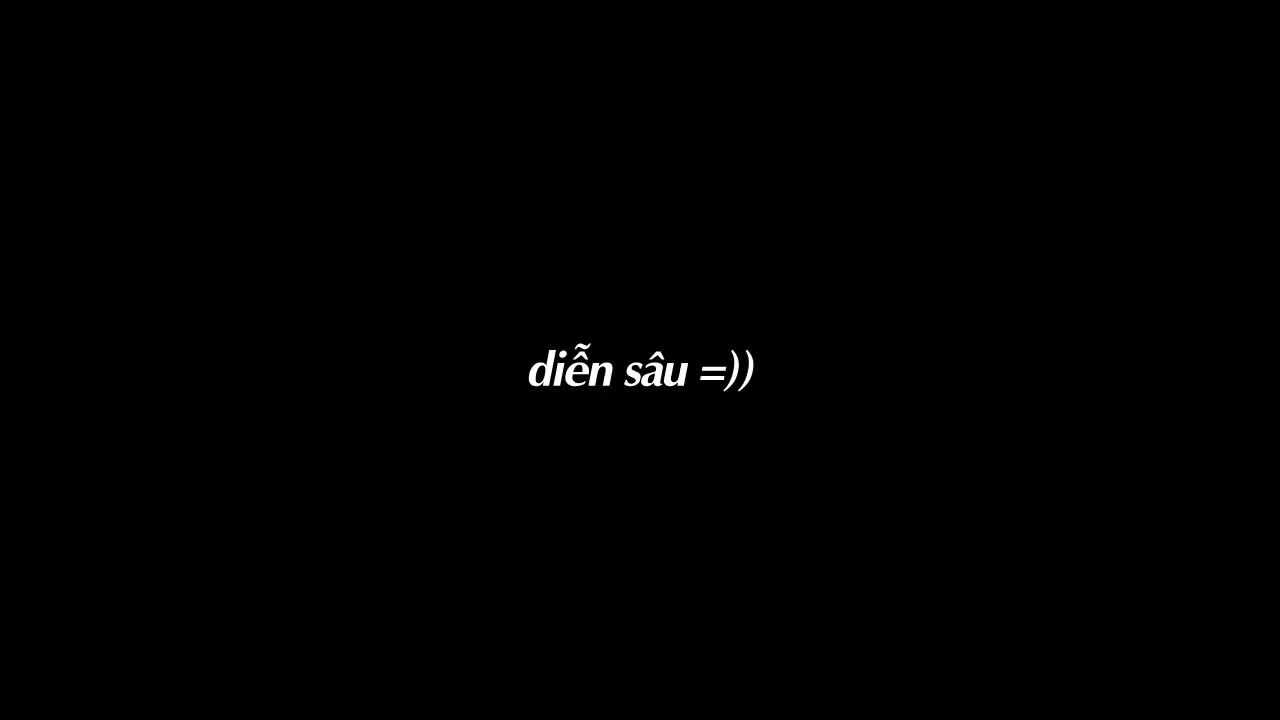 diễn sâu =))